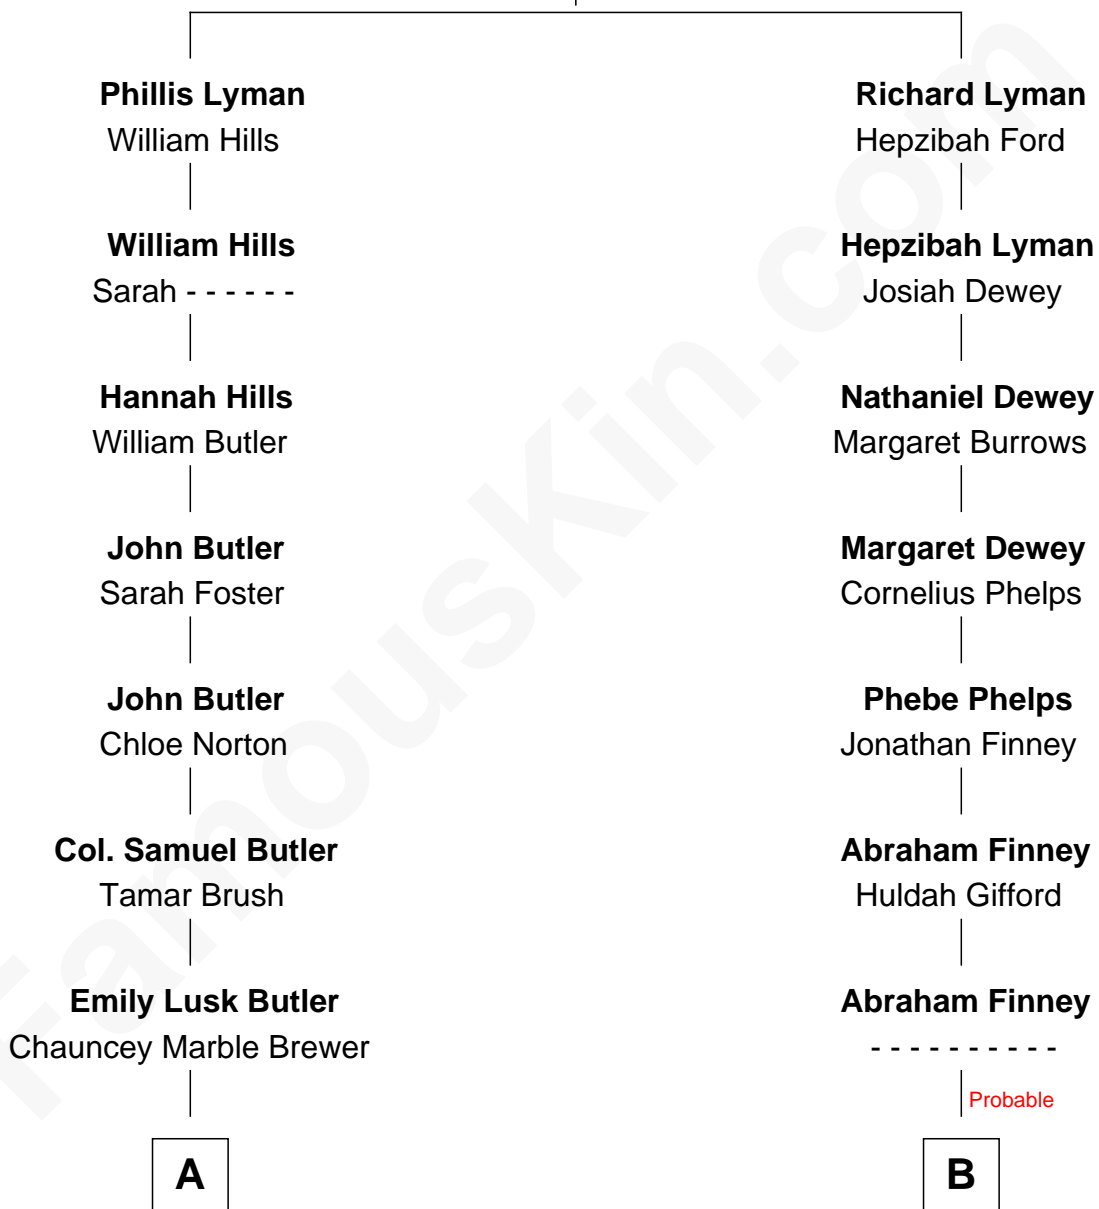 Phillis Lyman
William Hills
William Hills
Sarah - - - - - -
Hannah Hills
William Butler
John Butler
Sarah Foster
John Butler
Chloe Norton
Col. Samuel Butler
Tamar Brush
Emily Lusk Butler
Chauncey Marble Brewer
A
Richard Lyman
Hepzibah Ford
Hepzibah Lyman
Josiah Dewey
Nathaniel Dewey
Margaret Burrows
Margaret Dewey
Cornelius Phelps
Phebe Phelps
Jonathan Finney
Abraham Finney
Huldah Gifford
Abraham Finney
- - - - - - - - - -
Probable
B
FamousKin.com